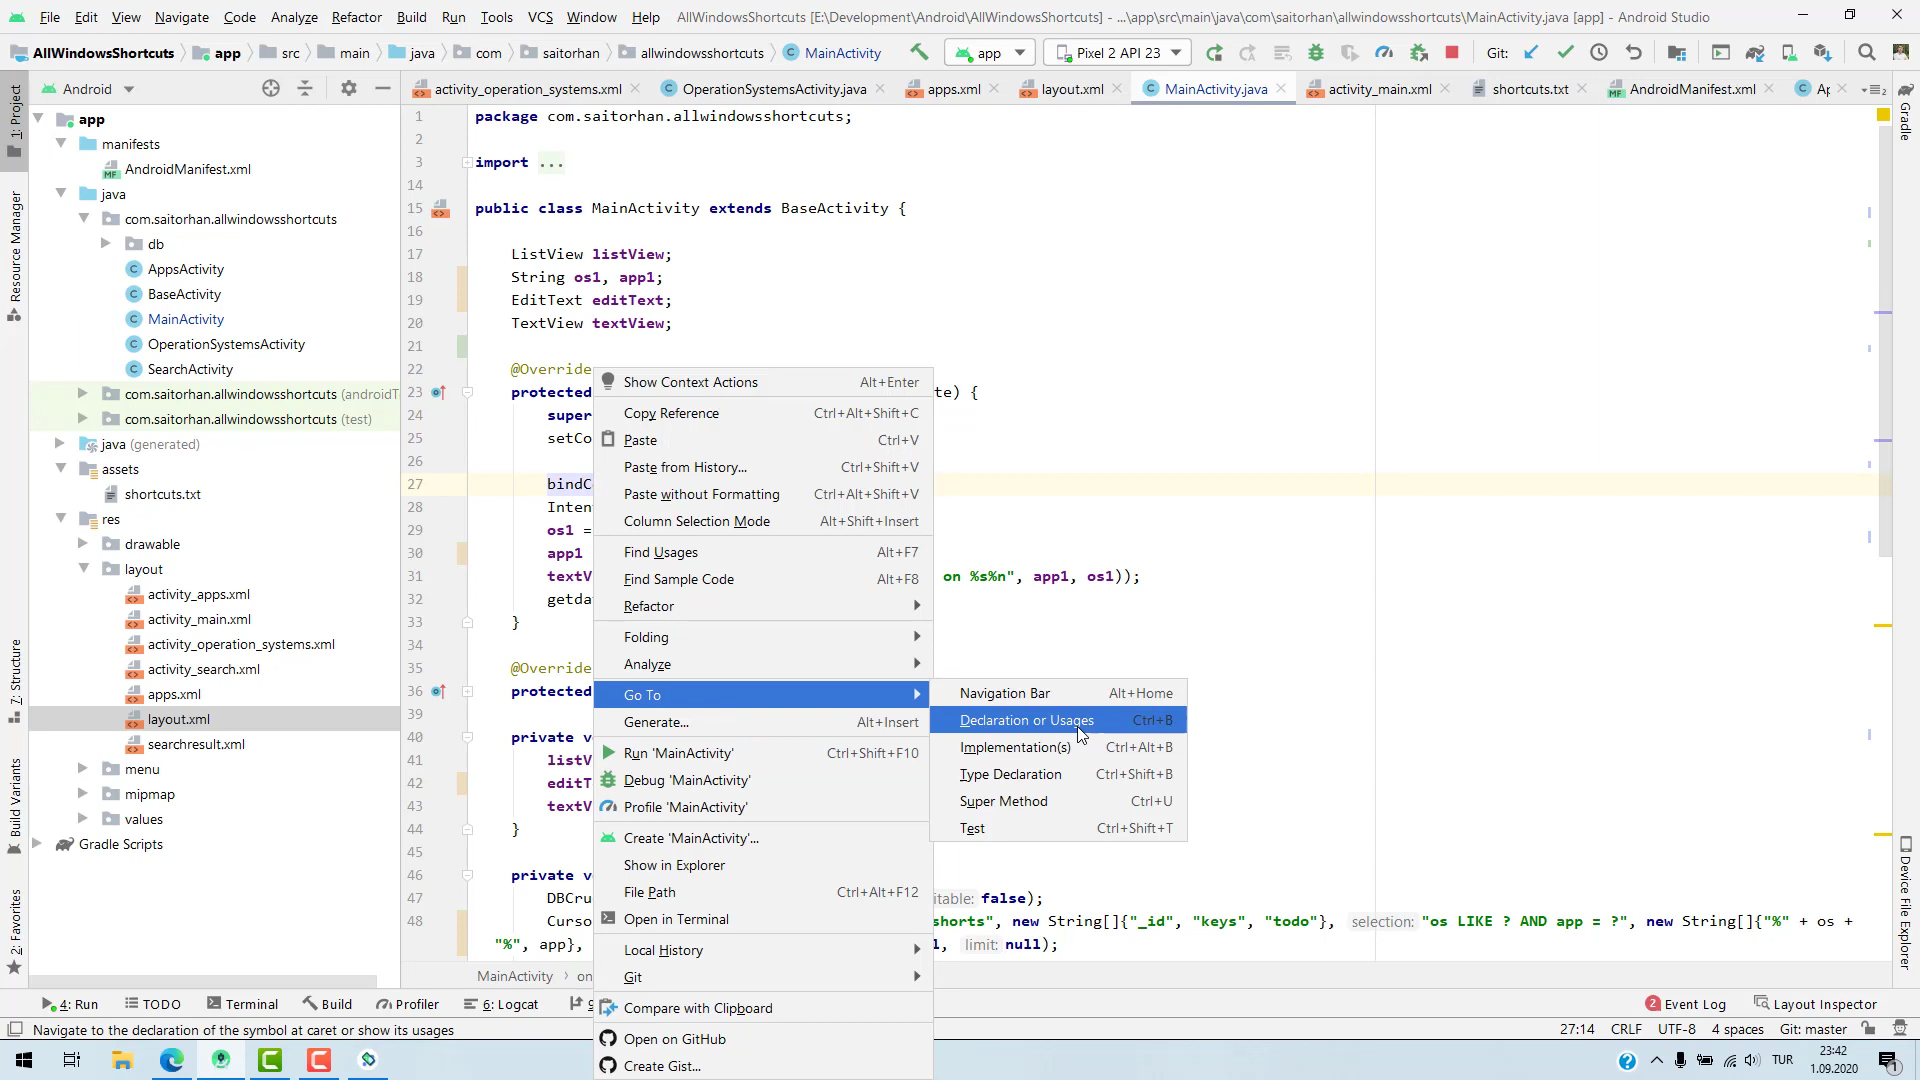 File Edit View Navigate Code Analyze Refactor Build Run Tools VCS Window Help AllWindowsShortcuts [E:\Development\Android\AllWindowsShortcuts] - ...\app\src\main\java\com\saitorhan\allwindowsshortcuts\MainActivity.java [app] - Android Studio
AllWindowsShortcuts app src main java com saitorhan allwindowsshortcuts MainActivity app Pixel 2 API 23 Git:
Android activity_operation_systems.xml OperationSystemsActivity.java apps.xml layout.xml MainActivity.java activity_main.xml shortcuts.txt AndroidManifest.xml
1: Project
Resource Manager
7: Structure
Build Variants
2: Favorites
Gradle
Device File Explorer
app
manifests
AndroidManifest.xml
java
com.saitorhan.allwindowsshortcuts
db
AppsActivity
BaseActivity
MainActivity
OperationSystemsActivity
SearchActivity
com.saitorhan.allwindowsshortcuts (androidT
com.saitorhan.allwindowsshortcuts (test)
java (generated)
assets
shortcuts.txt
res
drawable
layout
activity_apps.xml
activity_main.xml
activity_operation_systems.xml
activity_search.xml
apps.xml
layout.xml
searchresult.xml
menu
mipmap
values
Gradle Scripts
1 package com.saitorhan.allwindowsshortcuts;
2
3 import ...
14
15 public class MainActivity extends BaseActivity {
16
17 ListView listView;
18 String os1, app1;
19 EditText editText;
20 TextView textView;
21
22 @Override
23 protected te) {
24 super
25 setCo
26
27 bindC
28 Inten
29 os1 =
30 app1
31 textV on %s%n", app1, os1));
32 getda
33 }
34
35 @Override
36 protected
39
40 private v
41 listV
42 editT
43 textV
44 }
45
46 private v
47 DBCru itable: false);
48 Curso shorts", new String[]{"_id", "keys", "todo"}, selection: "os LIKE ? AND app = ?", new String[]{"%" + os +
"%", app}, l, limit: null);
Show Context Actions Alt+Enter
Copy Reference Ctrl+Alt+Shift+C
Paste Ctrl+V
Paste from History... Ctrl+Shift+V
Paste without Formatting Ctrl+Alt+Shift+V
Column Selection Mode Alt+Shift+Insert
Find Usages Alt+F7
Find Sample Code Alt+F8
Refactor
Folding
Analyze
Go To
Generate... Alt+Insert
Run 'MainActivity' Ctrl+Shift+F10
Debug 'MainActivity'
Profile 'MainActivity'
Create 'MainActivity'...
Show in Explorer
File Path Ctrl+Alt+F12
Open in Terminal
Local History
Git
Compare with Clipboard
Open on GitHub
Create Gist...
Navigation Bar Alt+Home
Declaration or Usages Ctrl+B
Implementation(s) Ctrl+Alt+B
Type Declaration Ctrl+Shift+B
Super Method Ctrl+U
Test Ctrl+Shift+T
MainActivity on
4: Run TODO Terminal Build Profiler 6: Logcat 9 2 Event Log Layout Inspector
Navigate to the declaration of the symbol at caret or show its usages 27:14 CRLF UTF-8 4 spaces Git: master
TUR 23:42
1.09.2020 1